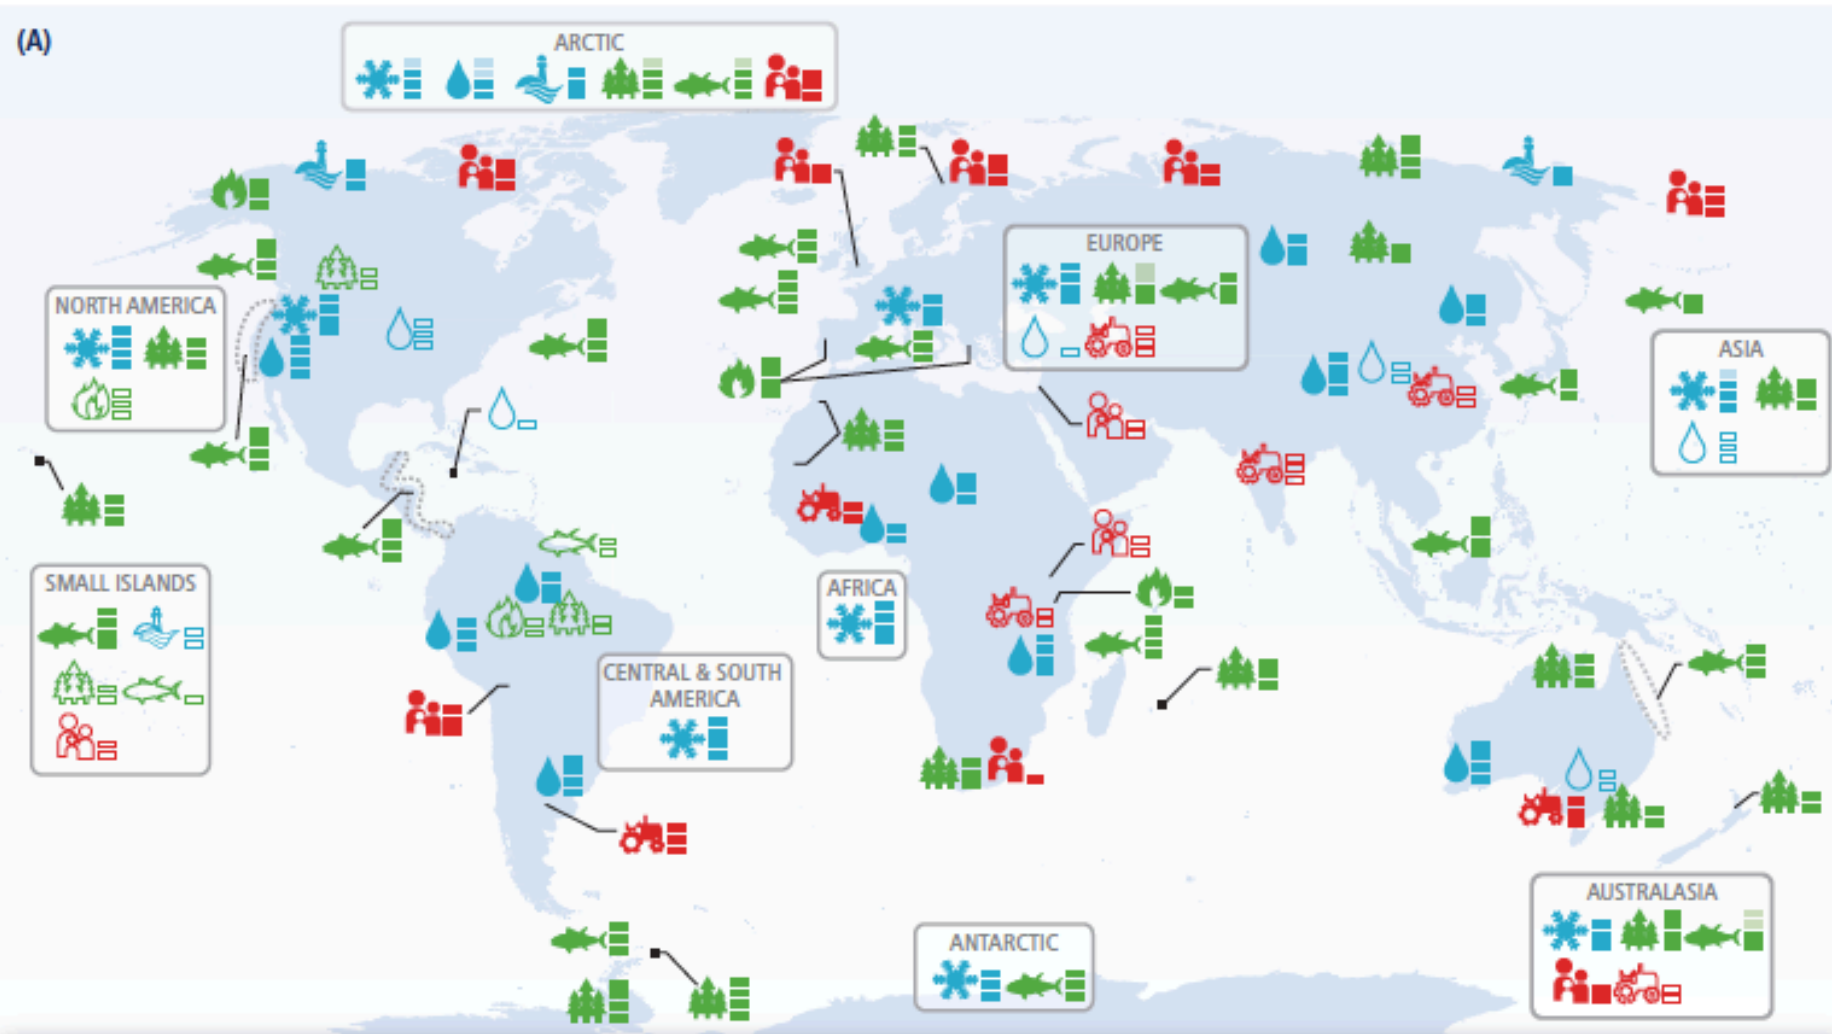 (A)
ARCTIC
EUROPE
NORTH AMERICA
ASIA
SMALL ISLANDS
AFRICA
CENTRAL & SOUTH
AMERICA
AUSTRALASIA
ANTARCTIC